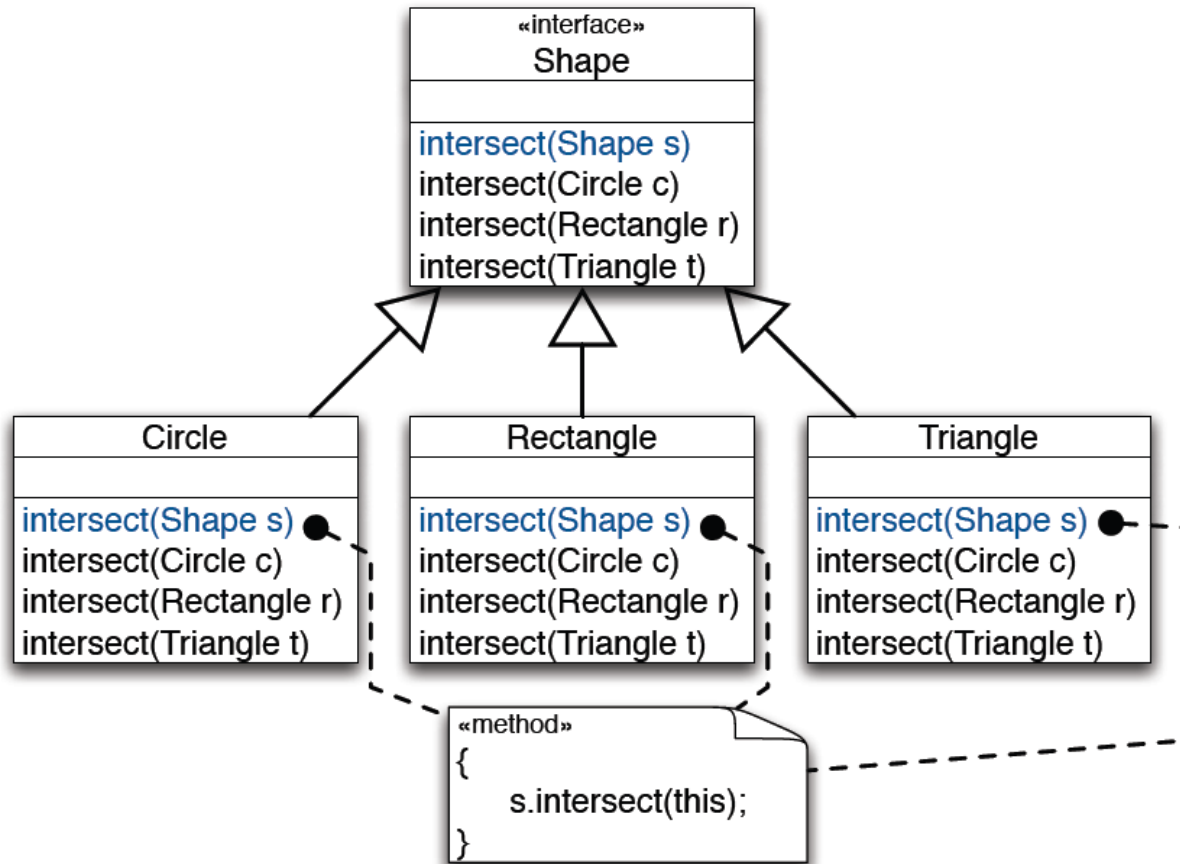 «interface»
Shape
intersect(Shape s)
intersect(Circle c)
intersect(Rectangle r)
intersect(Triangle t)
Circle
intersect(Shape s)
intersect(Circle c)
intersect(Rectangle r)
intersect(Triangle t)
Rectangle
intersect(Shape s)
intersect(Circle c)
intersect(Rectangle r)
intersect(Triangle t)
Triangle
intersect(Shape s)
intersect(Circle c)
intersect(Rectangle r)
intersect(Triangle t)
«method»
{
s.intersect(this);
}